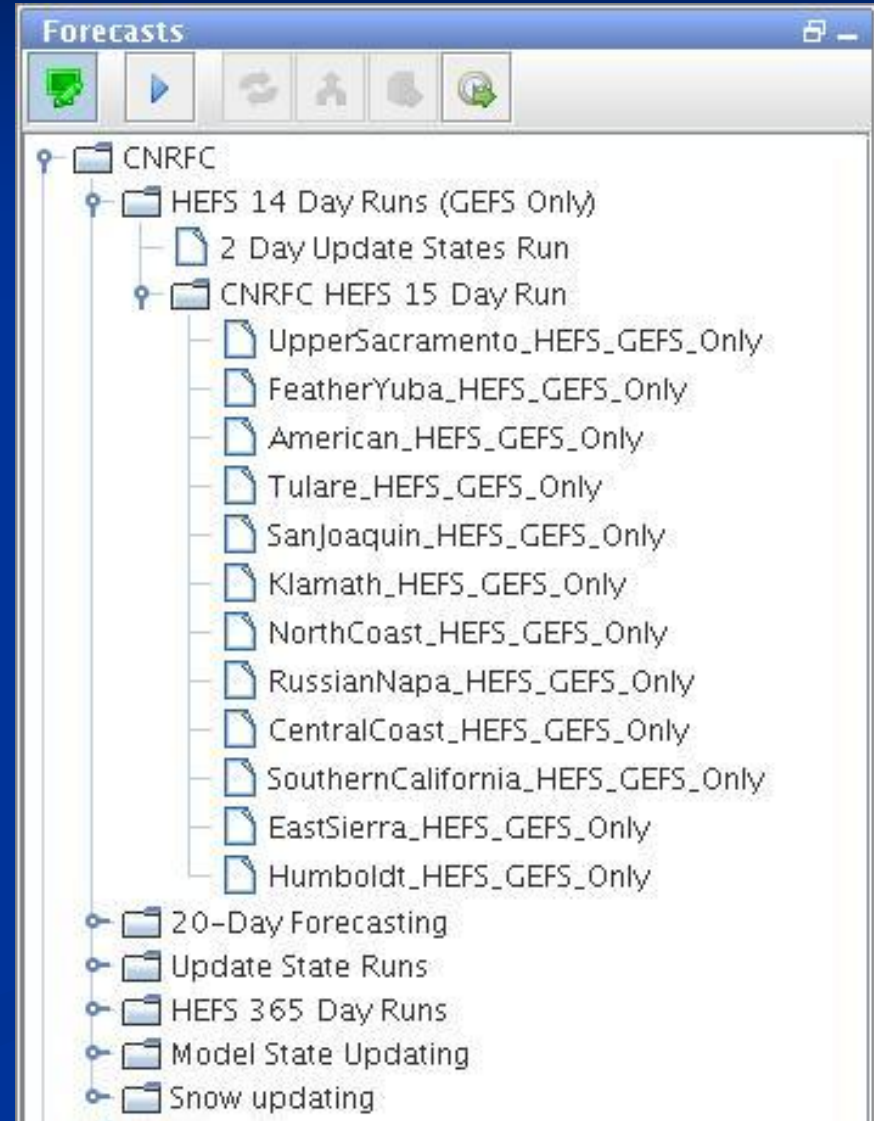 Forecasts
CNRFC
HEFS 14 Day Runs (GEFS Only)
2 Day Update States Run
CNRFC HEFS 15 Day Run
UpperSacramento_HEFS_GEFS_Only
FeatherYuba_HEFS_GEFS_Only
American_HEFS_GEFS_Only
Tulare_HEFS_GEFS_Only
SanJoaquin_HEFS_GEFS_Only
Klamath_HEFS_GEFS_Only
NorthCoast_HEFS_GEFS_Only
RussianNapa_HEFS_GEFS_Only
CentralCoast_HEFS_GEFS_Only
SouthernCalifornia_HEFS_GEFS_Only
EastSierra_HEFS_GEFS_Only
Humboldt_HEFS_GEFS_Only
20-Day Forecasting
Update State Runs
HEFS 365 Day Runs
Model State Updating
Snow updating